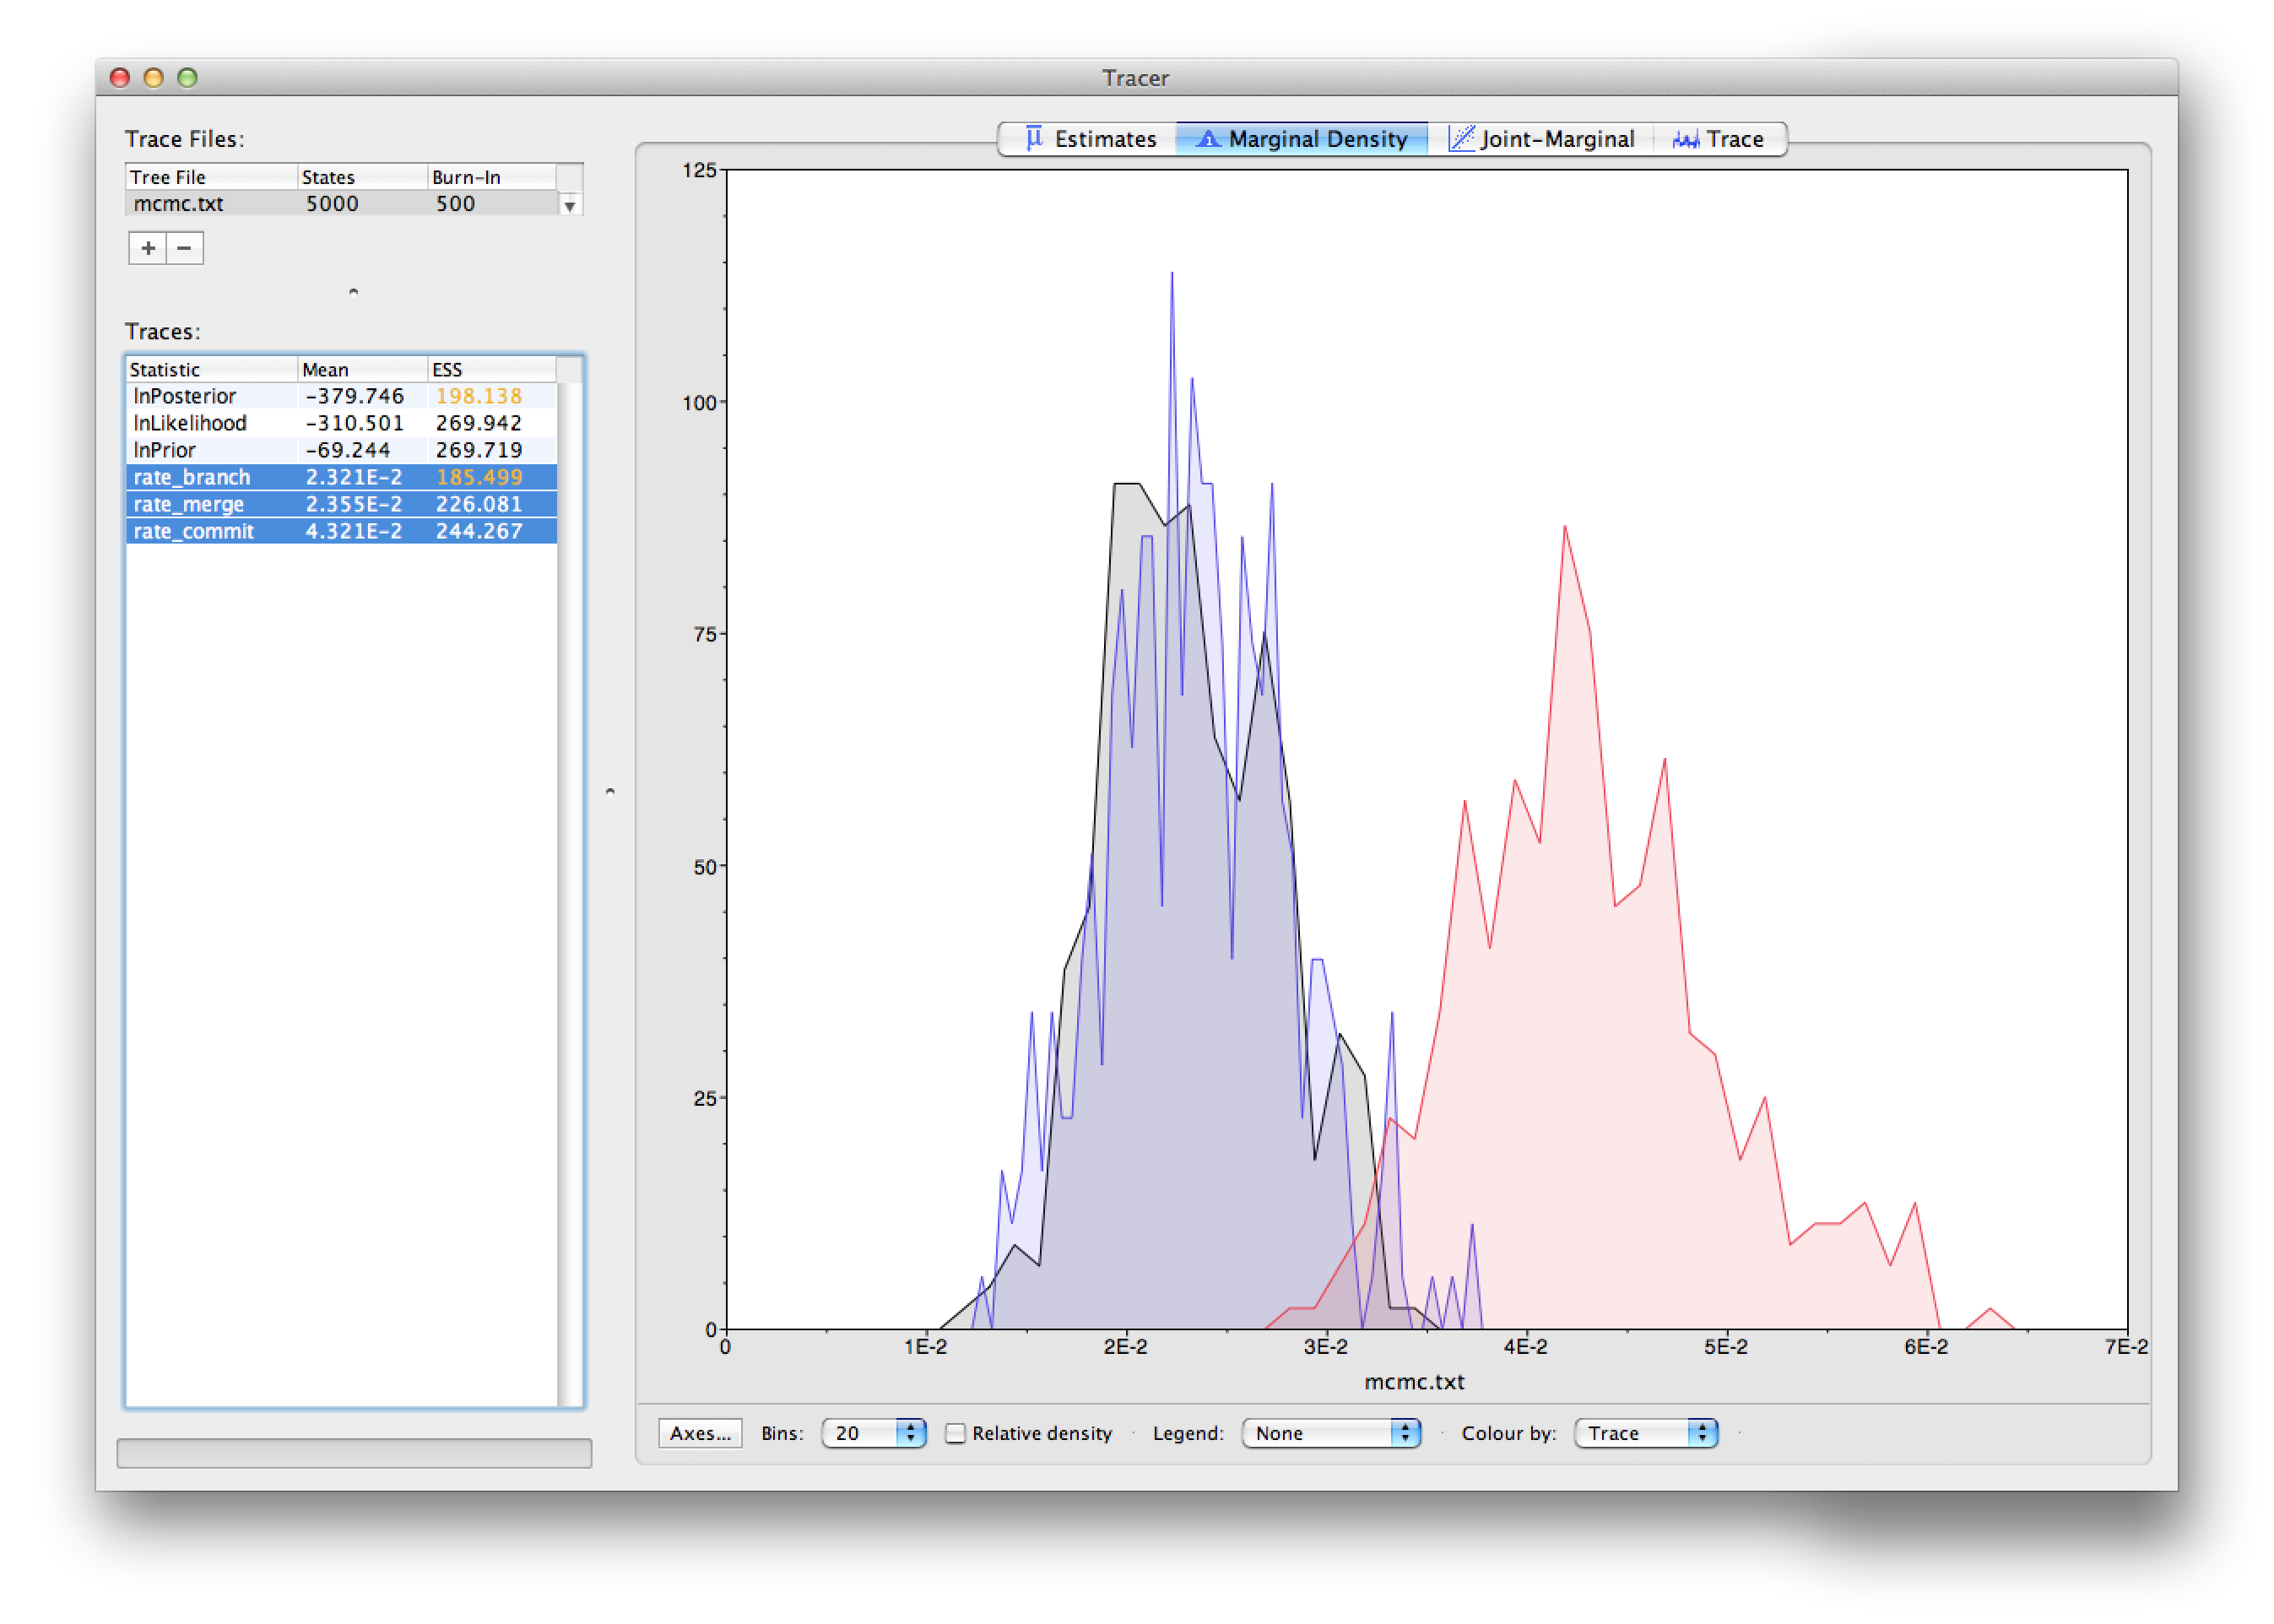 Tracer
Trace Files:
Tree File States Burn-In
mcmc.txt 5000 500
+ −
Traces:
Statistic Mean ESS
lnPosterior -379.746 198.138
lnLikelihood -310.501 269.942
lnPrior -69.244 269.719
rate_branch 2.321E-2 185.499
rate_merge 2.355E-2 226.081
rate_commit 4.321E-2 244.267
μ Estimates Marginal Density Joint-Marginal Trace
125
100
75
50
25
0
0 1E-2 2E-2 3E-2 4E-2 5E-2 6E-2 7E-2
mcmc.txt
Axes... Bins: 20 Relative density Legend: None Colour by: Trace